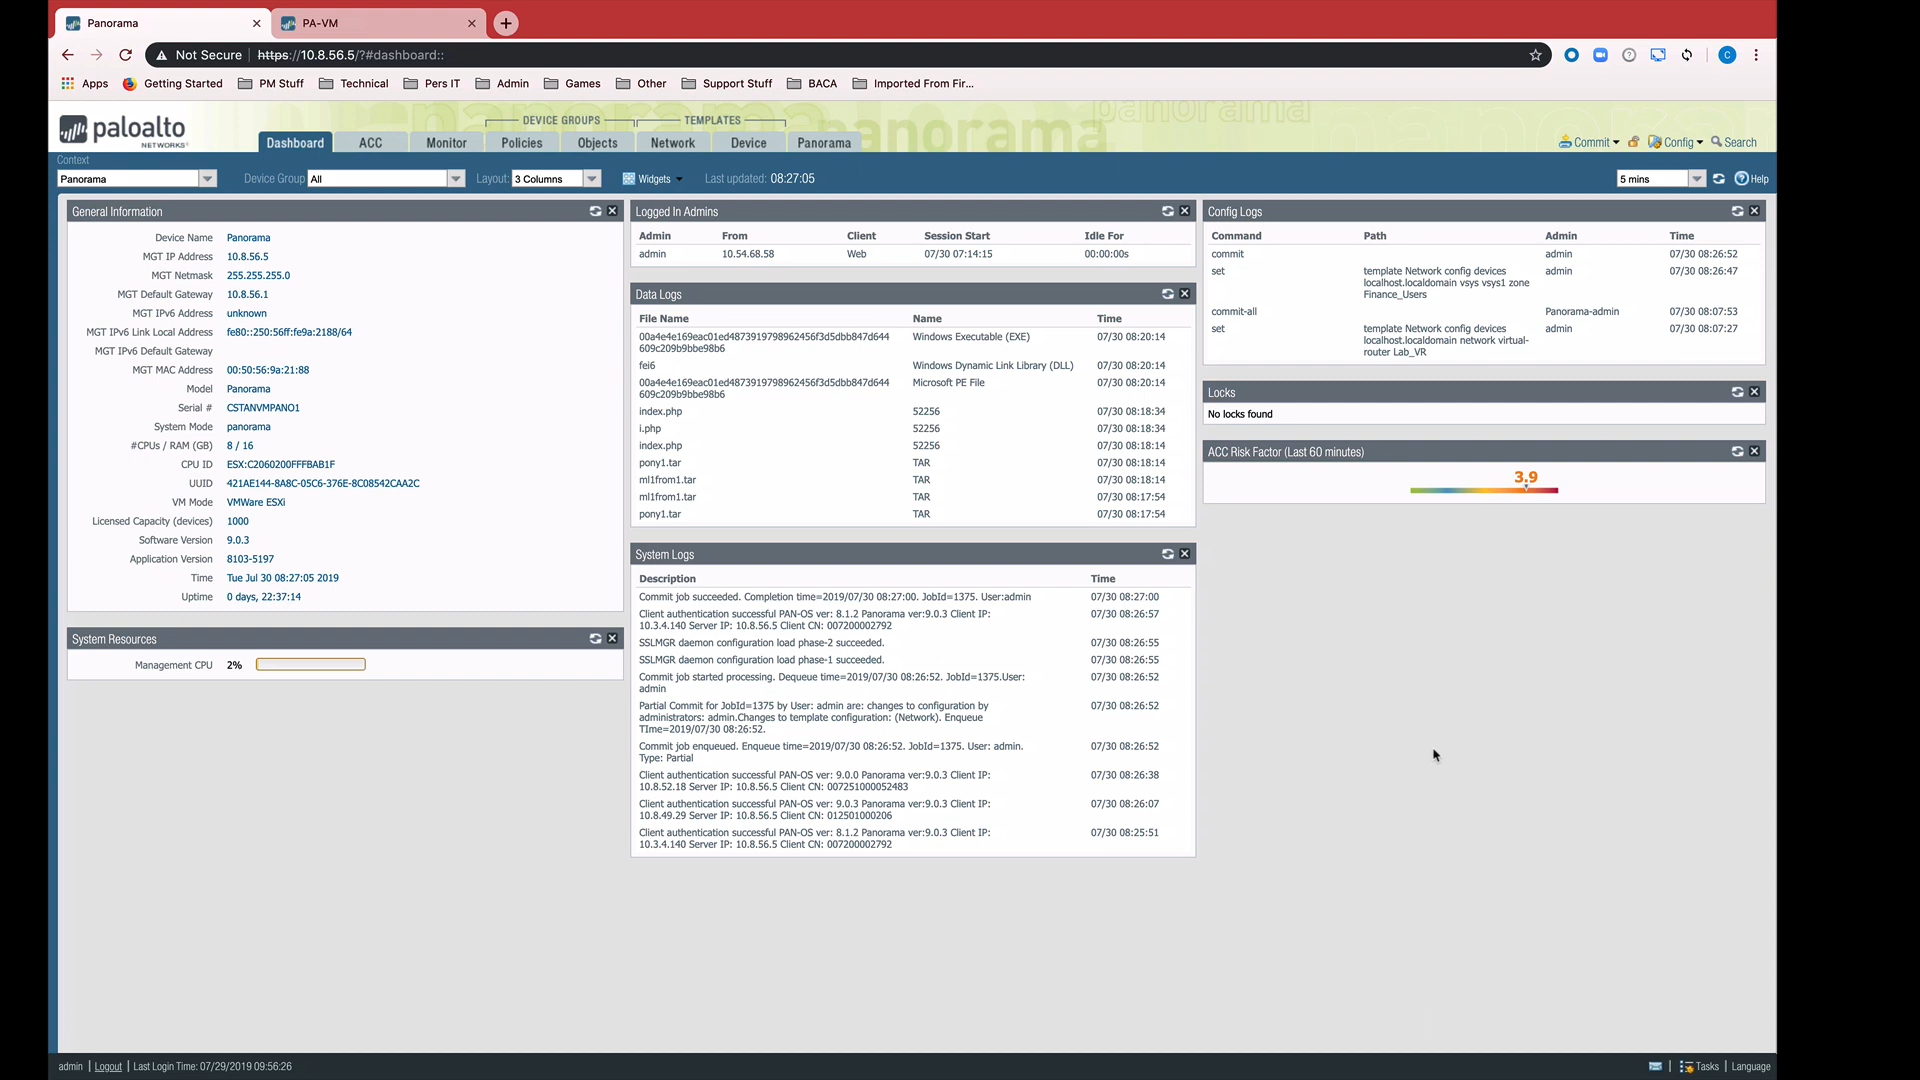 Panorama
PA-VM
Not Secure
https://10.8.56.5/?#dashboard::
Apps
Getting Started
PM Stuff
Technical
Pers IT
Admin
Games
Other
Support Stuff
BACA
Imported From Fir...
paloalto
NETWORKS
panorama
panorama
panorama
DEVICE GROUPS
TEMPLATES
Dashboard
ACC
Monitor
Policies
Objects
Network
Device
Panorama
Commit
Config
Search
Context
Panorama
Device Group
All
Layout:
3 Columns
Widgets
Last updated: 08:27:05
5 mins
Help
General Information
Device Name Panorama
MGT IP Address 10.8.56.5
MGT Netmask 255.255.255.0
MGT Default Gateway 10.8.56.1
MGT IPv6 Address unknown
MGT IPv6 Link Local Address fe80::250:56ff:fe9a:2188/64
MGT IPv6 Default Gateway
MGT MAC Address 00:50:56:9a:21:88
Model Panorama
Serial # CSTANVMPANO1
System Mode panorama
#CPUs / RAM (GB) 8 / 16
CPU ID ESX:C2060200FFFBAB1F
UUID 421AE144-8A8C-05C6-376E-8C08542CAA2C
VM Mode VMWare ESXi
Licensed Capacity (devices) 1000
Software Version 9.0.3
Application Version 8103-5197
Time Tue Jul 30 08:27:05 2019
Uptime 0 days, 22:37:14
System Resources
Management CPU 2%
Logged In Admins
Admin From Client Session Start Idle For
admin 10.54.68.58 Web 07/30 07:14:15 00:00:00s
Data Logs
File Name Name Time
00a4e4e169eac01ed4873919798962456f3d5dbb847d644 Windows Executable (EXE) 07/30 08:20:14
609c209b9bbe98b6
fei6 Windows Dynamic Link Library (DLL) 07/30 08:20:14
00a4e4e169eac01ed4873919798962456f3d5dbb847d644 Microsoft PE File 07/30 08:20:14
609c209b9bbe98b6
index.php 52256 07/30 08:18:34
i.php 52256 07/30 08:18:34
index.php 52256 07/30 08:18:14
pony1.tar TAR 07/30 08:18:14
ml1from1.tar TAR 07/30 08:18:14
ml1from1.tar TAR 07/30 08:17:54
pony1.tar TAR 07/30 08:17:54
System Logs
Description Time
Commit job succeeded. Completion time=2019/07/30 08:27:00. JobId=1375. User:admin 07/30 08:27:00
Client authentication successful PAN-OS ver: 8.1.2 Panorama ver:9.0.3 Client IP: 07/30 08:26:57
10.3.4.140 Server IP: 10.8.56.5 Client CN: 007200002792
SSLMGR daemon configuration load phase-2 succeeded. 07/30 08:26:55
SSLMGR daemon configuration load phase-1 succeeded. 07/30 08:26:55
Commit job started processing. Dequeue time=2019/07/30 08:26:52. JobId=1375.User: 07/30 08:26:52
admin
Partial Commit for JobId=1375 by User: admin are: changes to configuration by 07/30 08:26:52
administrators: admin.Changes to template configuration: (Network). Enqueue
TIme=2019/07/30 08:26:52.
Commit job enqueued. Enqueue time=2019/07/30 08:26:52. JobId=1375. User: admin. 07/30 08:26:52
Type: Partial
Client authentication successful PAN-OS ver: 9.0.0 Panorama ver:9.0.3 Client IP: 07/30 08:26:38
10.8.52.18 Server IP: 10.8.56.5 Client CN: 007251000052483
Client authentication successful PAN-OS ver: 9.0.3 Panorama ver:9.0.3 Client IP: 07/30 08:26:07
10.8.49.29 Server IP: 10.8.56.5 Client CN: 012501000206
Client authentication successful PAN-OS ver: 8.1.2 Panorama ver:9.0.3 Client IP: 07/30 08:25:51
10.3.4.140 Server IP: 10.8.56.5 Client CN: 007200002792
Config Logs
Command Path Admin Time
commit admin 07/30 08:26:52
set template Network config devices admin 07/30 08:26:47
localhost.localdomain vsys vsys1 zone
Finance_Users
commit-all Panorama-admin 07/30 08:07:53
set template Network config devices admin 07/30 08:07:27
localhost.localdomain network virtual-
router Lab_VR
Locks
No locks found
ACC Risk Factor (Last 60 minutes)
3.9
admin | Logout | Last Login Time: 07/29/2019 09:56:26
Tasks | Language